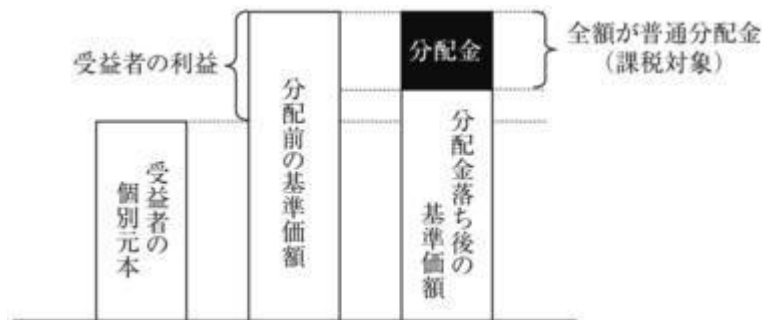 受益者の利益
受益者の
個別元本
分配前の基準価額
分配金
分配金落ち後の
基準価額
全額が普通分配金
（課税対象）